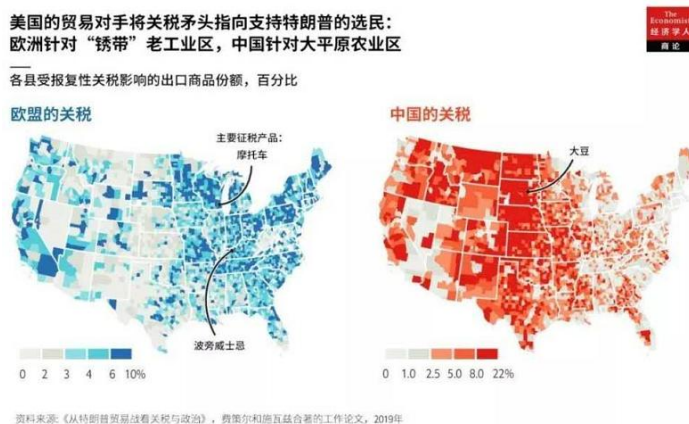 美国的贸易对手将关税矛头指向支持特朗普的选民：
欧洲针对“锈带”老工业区，中国针对大平原农业区
The
Economist
经济学人
商论
各县受报复性关税影响的出口商品份额，百分比
欧盟的关税
主要征税产品：
摩托车
波旁威士忌
0 2 3 4 6 10%
中国的关税
大豆
0 1.0 2.5 5.0 8.0 22%
资料来源:《从特朗普贸易战看关税与政治》，费策尔和施瓦兹合著的工作论文，2019年